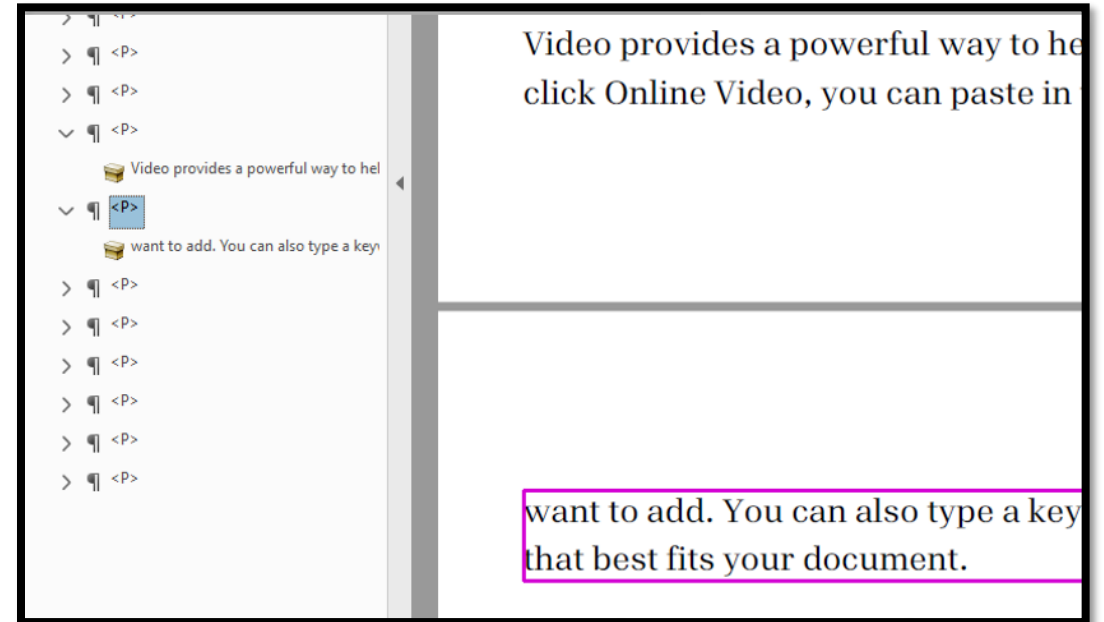 <P>
<P>
<P>
Video provides a powerful way to hel
<P>
want to add. You can also type a key
<P>
<P>
<P>
<P>
<P>
<P>
Video provides a powerful way to he
click Online Video, you can paste in
want to add. You can also type a key
that best fits your document.